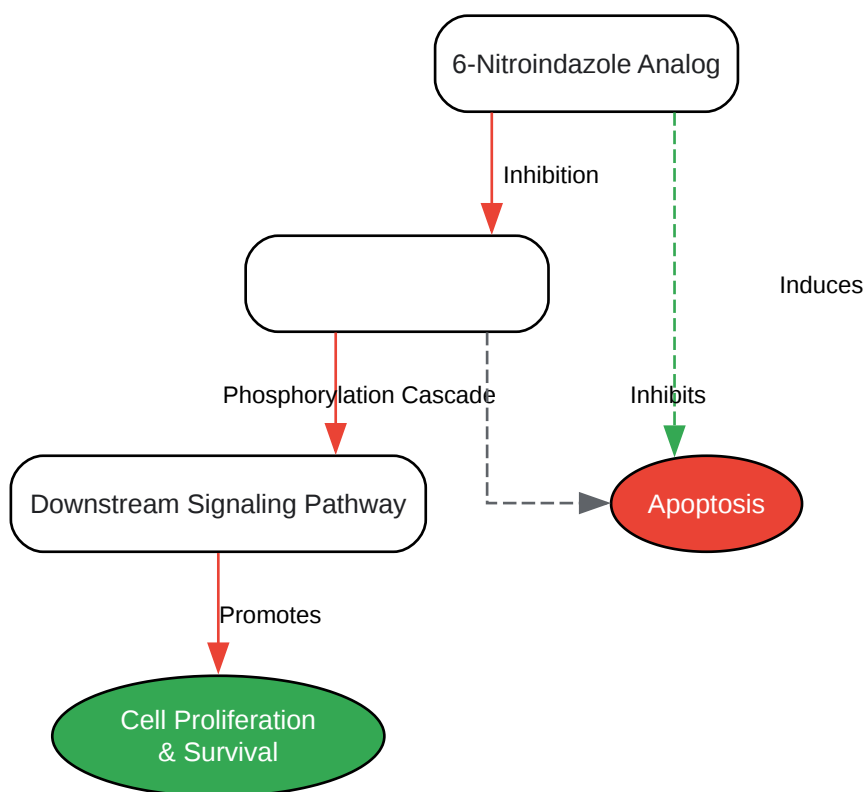 6-Nitroindazole Analog
Inhibition
Induces
Phosphorylation Cascade
Inhibits
Downstream Signaling Pathway
Apoptosis
Promotes
Cell Proliferation
& Survival